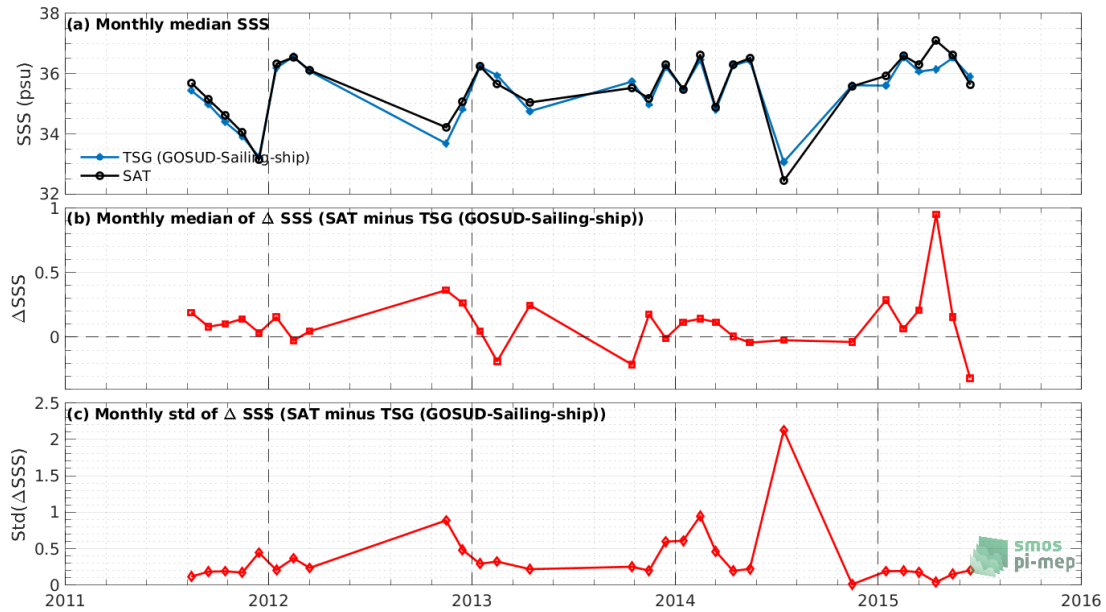 (a) Monthly median SSS
38
36
34
32
SSS (psu)
TSG (GOSUD-Sailing-ship)
SAT
(b) Monthly median of Δ SSS (SAT minus TSG (GOSUD-Sailing-ship))
1
0.5
0
ΔSSS
(c) Monthly std of Δ SSS (SAT minus TSG (GOSUD-Sailing-ship))
2.5
2
1.5
1
0.5
0
Std(ΔSSS)
smos
pi-mep
2011 2012 2013 2014 2015 2016